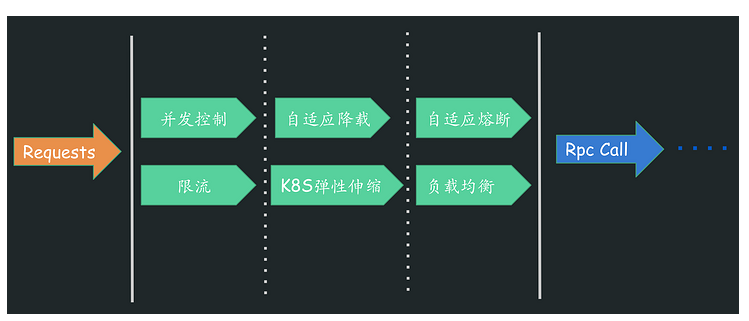 Requests
并发控制
限流
自适应降载
K8S弹性伸缩
自适应熔断
负载均衡
Rpc Call